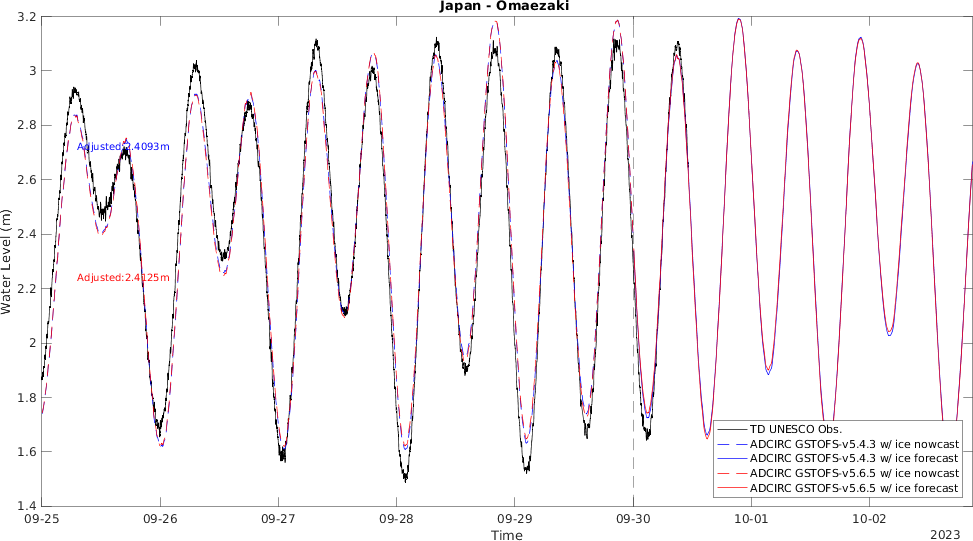 Japan - Omaezaki
3.2
3
2.8
2.6
2.4
2.2
2
1.8
1.6
1.4
Water Level (m)
Adjusted:2.4093m
Adjusted:2.4125m
TD UNESCO Obs.
ADCIRC GSTOFS-v5.4.3 w/ ice nowcast
ADCIRC GSTOFS-v5.4.3 w/ ice forecast
ADCIRC GSTOFS-v5.6.5 w/ ice nowcast
ADCIRC GSTOFS-v5.6.5 w/ ice forecast
09-25 09-26 09-27 09-28 09-29 09-30 10-01 10-02
Time
2023